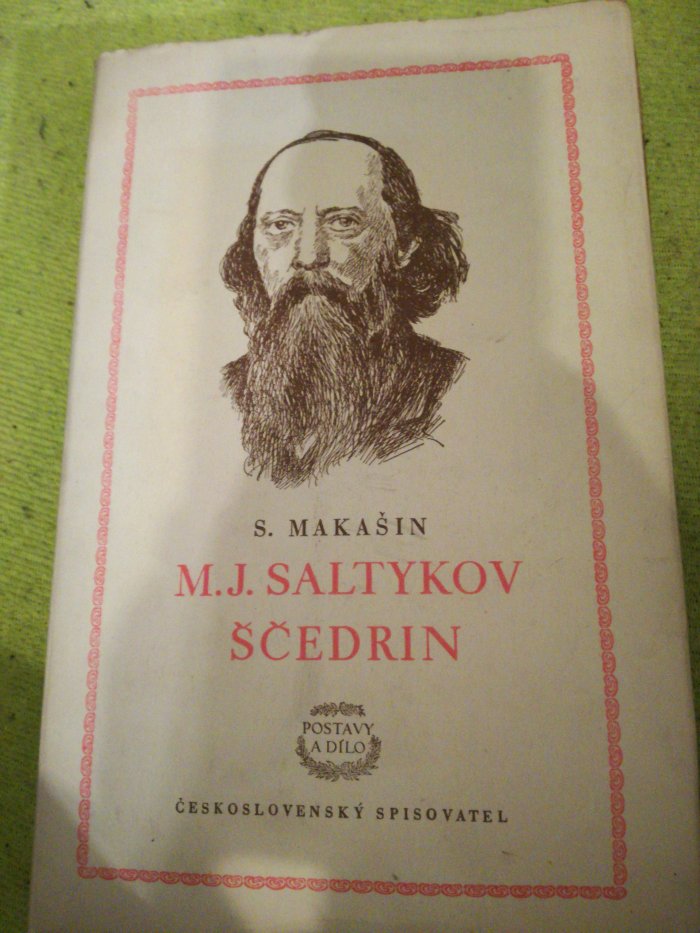 S. MAKAŠIN
M. J. SALTYKOV
ŠČEDRIN
POSTAVY
A DÍLO
ČESKOSLOVENSKÝ SPISOVATEL